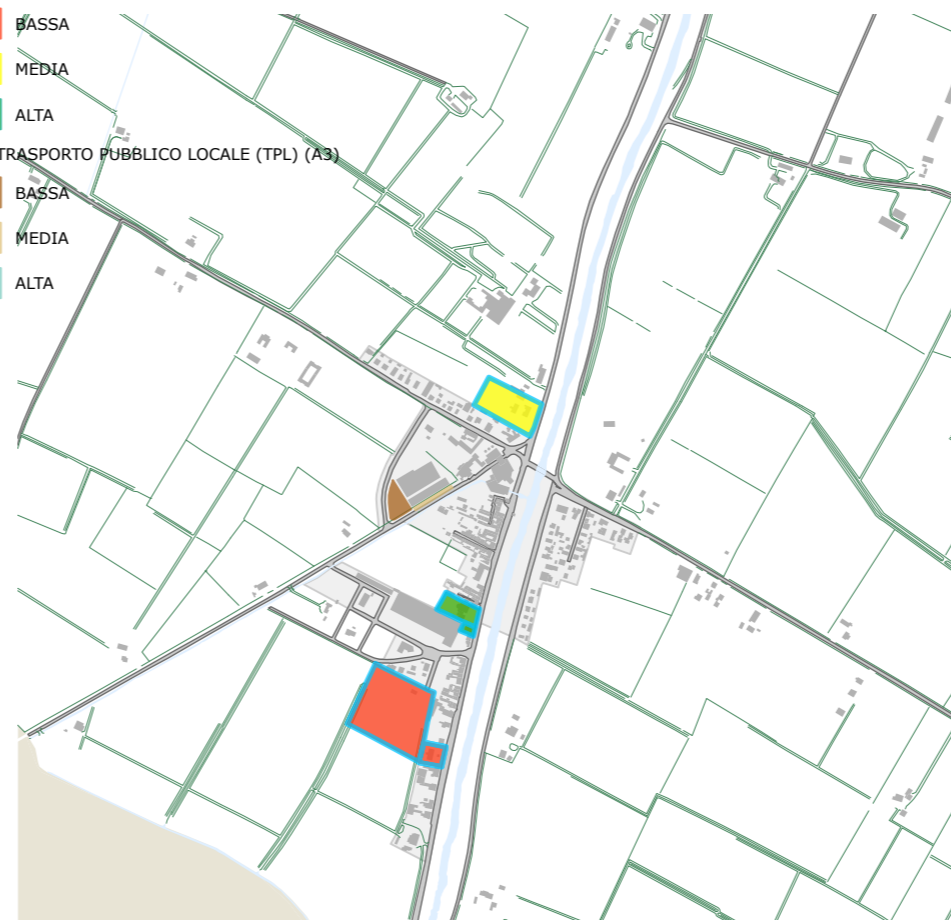 BASSA
MEDIA
ALTA
TRASPORTO PUBBLICO LOCALE (TPL) (A3)
BASSA
MEDIA
ALTA